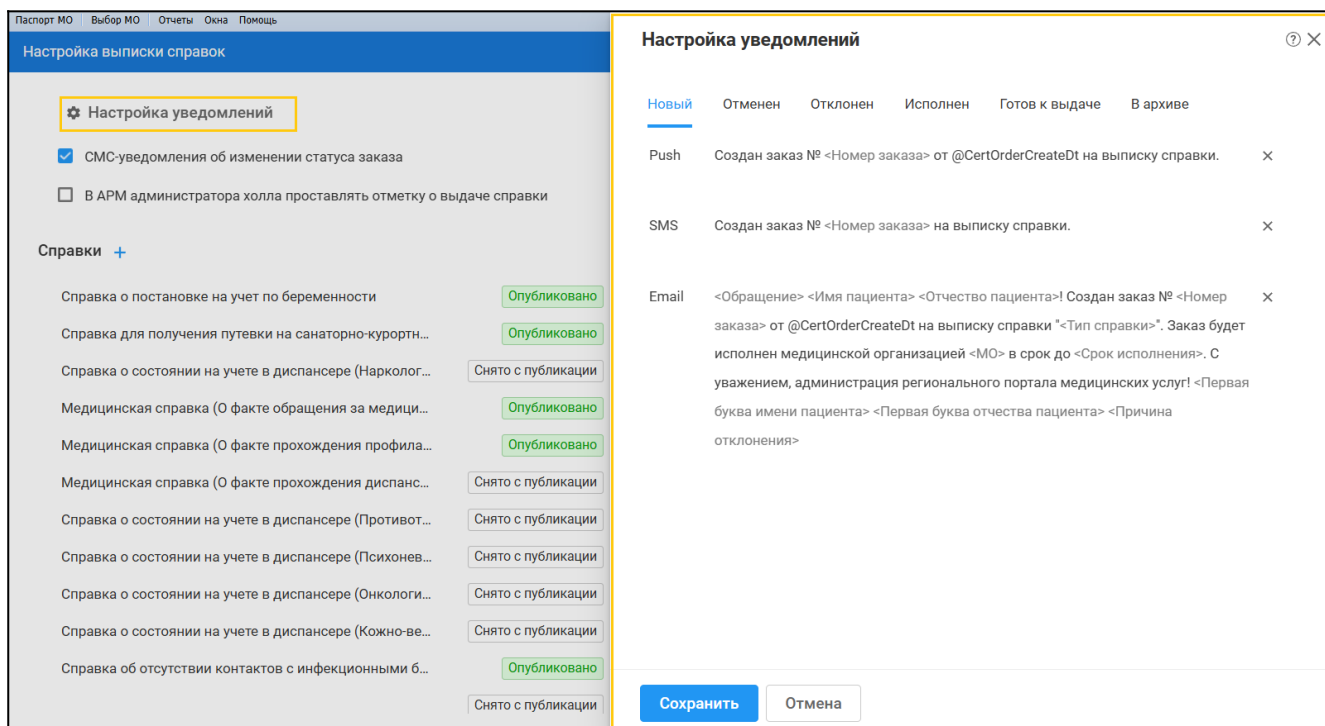 Паспорт МО Выбор МО Отчеты Окна Помощь
Настройка выписки справок
Настройка уведомлений
СМС-уведомления об изменении статуса заказа
В АРМ администратора холла проставлять отметку о выдаче справки
Справки +
Справка о постановке на учет по беременности Опубликовано
Справка для получения путевки на санаторно-курортн... Опубликовано
Справка о состоянии на учете в диспансере (Нарколог... Снято с публикации
Медицинская справка (О факте обращения за медици... Опубликовано
Медицинская справка (О факте прохождения профила... Опубликовано
Медицинская справка (О факте прохождения диспанс... Снято с публикации
Справка о состоянии на учете в диспансере (Противот... Снято с публикации
Справка о состоянии на учете в диспансере (Психонев... Снято с публикации
Справка о состоянии на учете в диспансере (Онкологи... Снято с публикации
Справка о состоянии на учете в диспансере (Кожно-ве... Снято с публикации
Справка об отсутствии контактов с инфекционными б... Опубликовано
Снято с публикации
Настройка уведомлений
Новый Отменен Отклонен Исполнен Готов к выдаче В архиве
Push Создан заказ № <Номер заказа> от @CertOrderCreateDt на выписку справки.
SMS Создан заказ № <Номер заказа> на выписку справки.
Email <Обращение> <Имя пациента> <Отчество пациента>! Создан заказ № <Номер
заказа> от @CertOrderCreateDt на выписку справки "<Тип справки>". Заказ будет
исполнен медицинской организацией <МО> в срок до <Срок исполнения>. С
уважением, администрация регионального портала медицинских услуг! <Первая
буква имени пациента> <Первая буква отчества пациента> <Причина
отклонения>
Сохранить Отмена